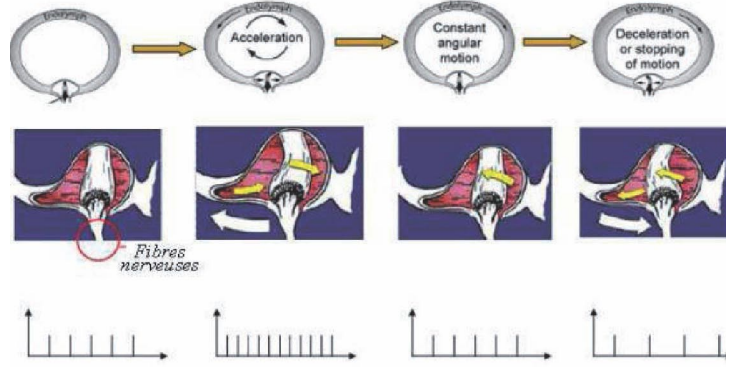 Endolymph
Endolymph
Acceleration
Endolymph
Constant
angular
motion
Endolymph
Deceleration
or stopping
of motion
Fibres
nerveuses